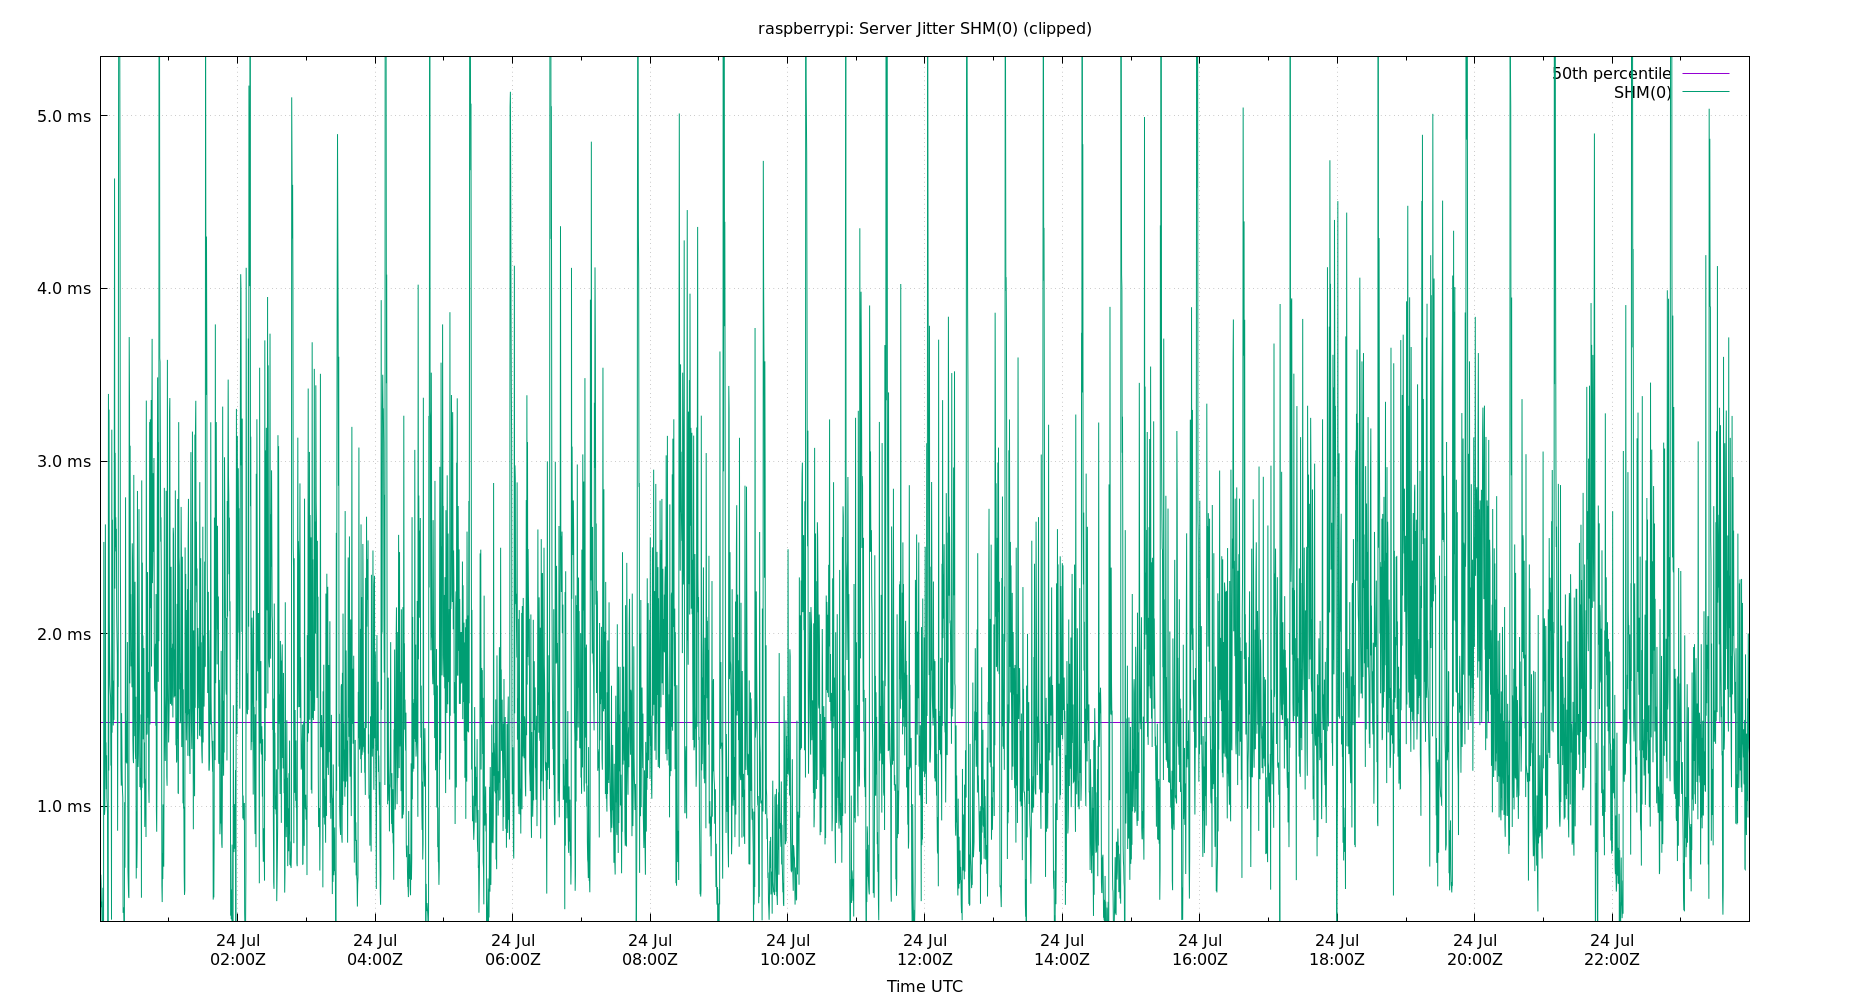 raspberrypi: Server Jitter SHM(0) (clipped)
50th percentile
SHM(0)
5.0 ms
4.0 ms
3.0 ms
2.0 ms
1.0 ms
24 Jul 24 Jul 24 Jul 24 Jul 24 Jul 24 Jul 24 Jul 24 Jul 24 Jul 24 Jul 24 Jul
02:00Z 04:00Z 06:00Z 08:00Z 10:00Z 12:00Z 14:00Z 16:00Z 18:00Z 20:00Z 22:00Z
Time UTC